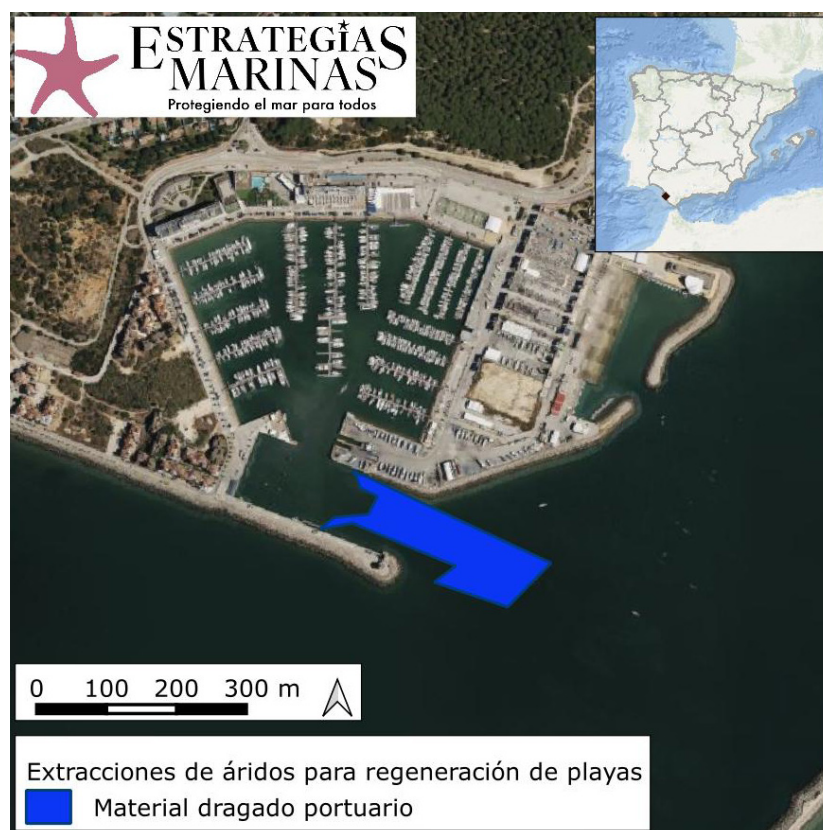 ESTRATEGIAS
MARINAS
Protegiendo el mar para todos
0 100 200 300 m
Extracciones de áridos para regeneración de playas
Material dragado portuario